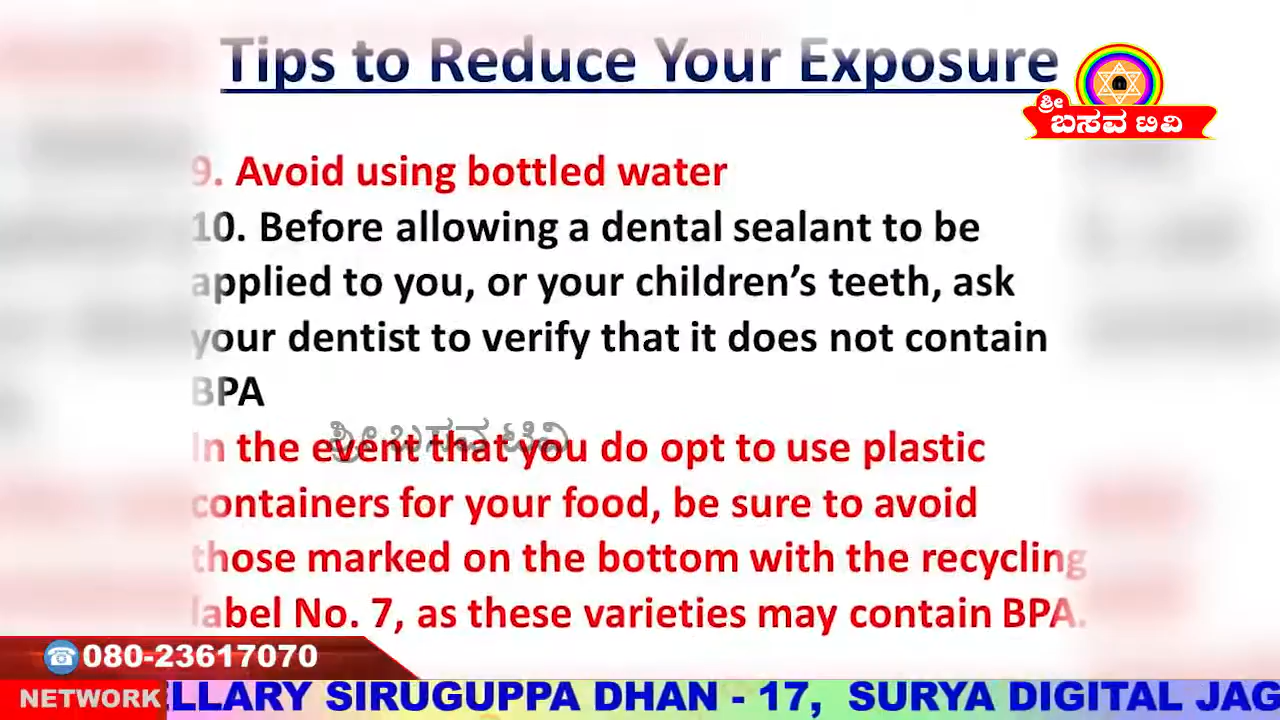 Tips to Reduce Your Exposure
ಶ್ರೀ
ಬಸವ ಟಿವಿ
9. Avoid using bottled water
10. Before allowing a dental sealant to be
applied to you, or your children’s teeth, ask
your dentist to verify that it does not contain
BPA
ಶ್ರೀ ಬಸವ ಟಿವಿ
In the event that you do opt to use plastic
containers for your food, be sure to avoid
those marked on the bottom with the recycling
label No. 7, as these varieties may contain BPA.
080-23617070
NETWORK ELLARY SIRUGUPPA DHAN - 17, SURYA DIGITAL JAG